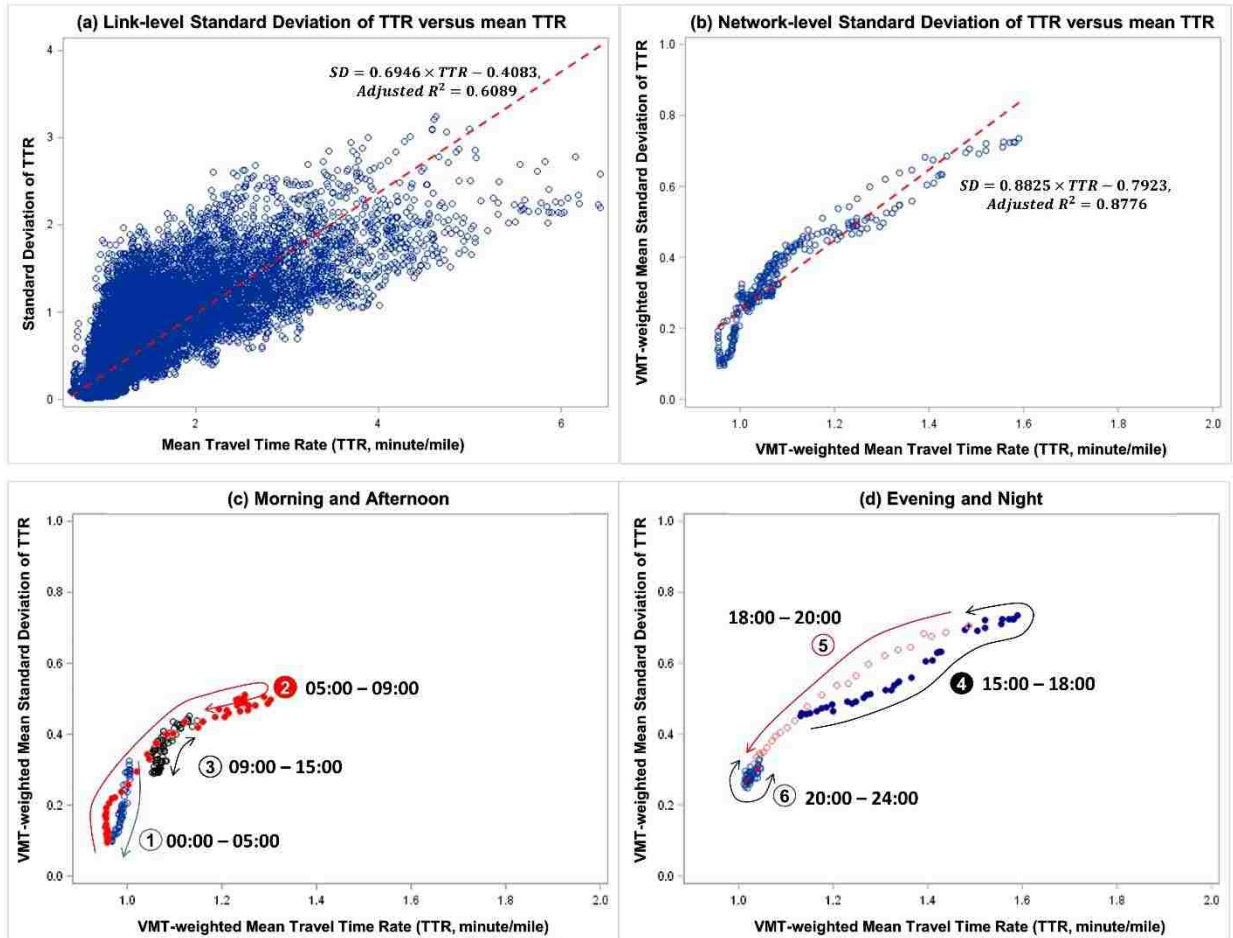 (a) Link-level Standard Deviation of TTR versus mean TTR
Standard Deviation of TTR
4
3
2
1
0
SD = 0.6946 × TTR − 0.4083,
Adjusted R² = 0.6089
2
4
6
Mean Travel Time Rate (TTR, minute/mile)
(b) Network-level Standard Deviation of TTR versus mean TTR
VMT-weighted Mean Standard Deviation of TTR
1.0
0.8
0.6
0.4
0.2
0.0
SD = 0.8825 × TTR − 0.7923,
Adjusted R² = 0.8776
1.0
1.2
1.4
1.6
1.8
2.0
VMT-weighted Mean Travel Time Rate (TTR, minute/mile)
(c) Morning and Afternoon
VMT-weighted Mean Standard Deviation of TTR
1.0
0.8
0.6
0.4
0.2
0.0
2 05:00 – 09:00
3 09:00 – 15:00
1 00:00 – 05:00
1.0
1.2
1.4
1.6
1.8
2.0
VMT-weighted Mean Travel Time Rate (TTR, minute/mile)
(d) Evening and Night
VMT-weighted Mean Standard Deviation of TTR
1.0
0.8
0.6
0.4
0.2
0.0
18:00 – 20:00
5
4 15:00 – 18:00
6 20:00 – 24:00
1.0
1.2
1.4
1.6
1.8
2.0
VMT-weighted Mean Travel Time Rate (TTR, minute/mile)